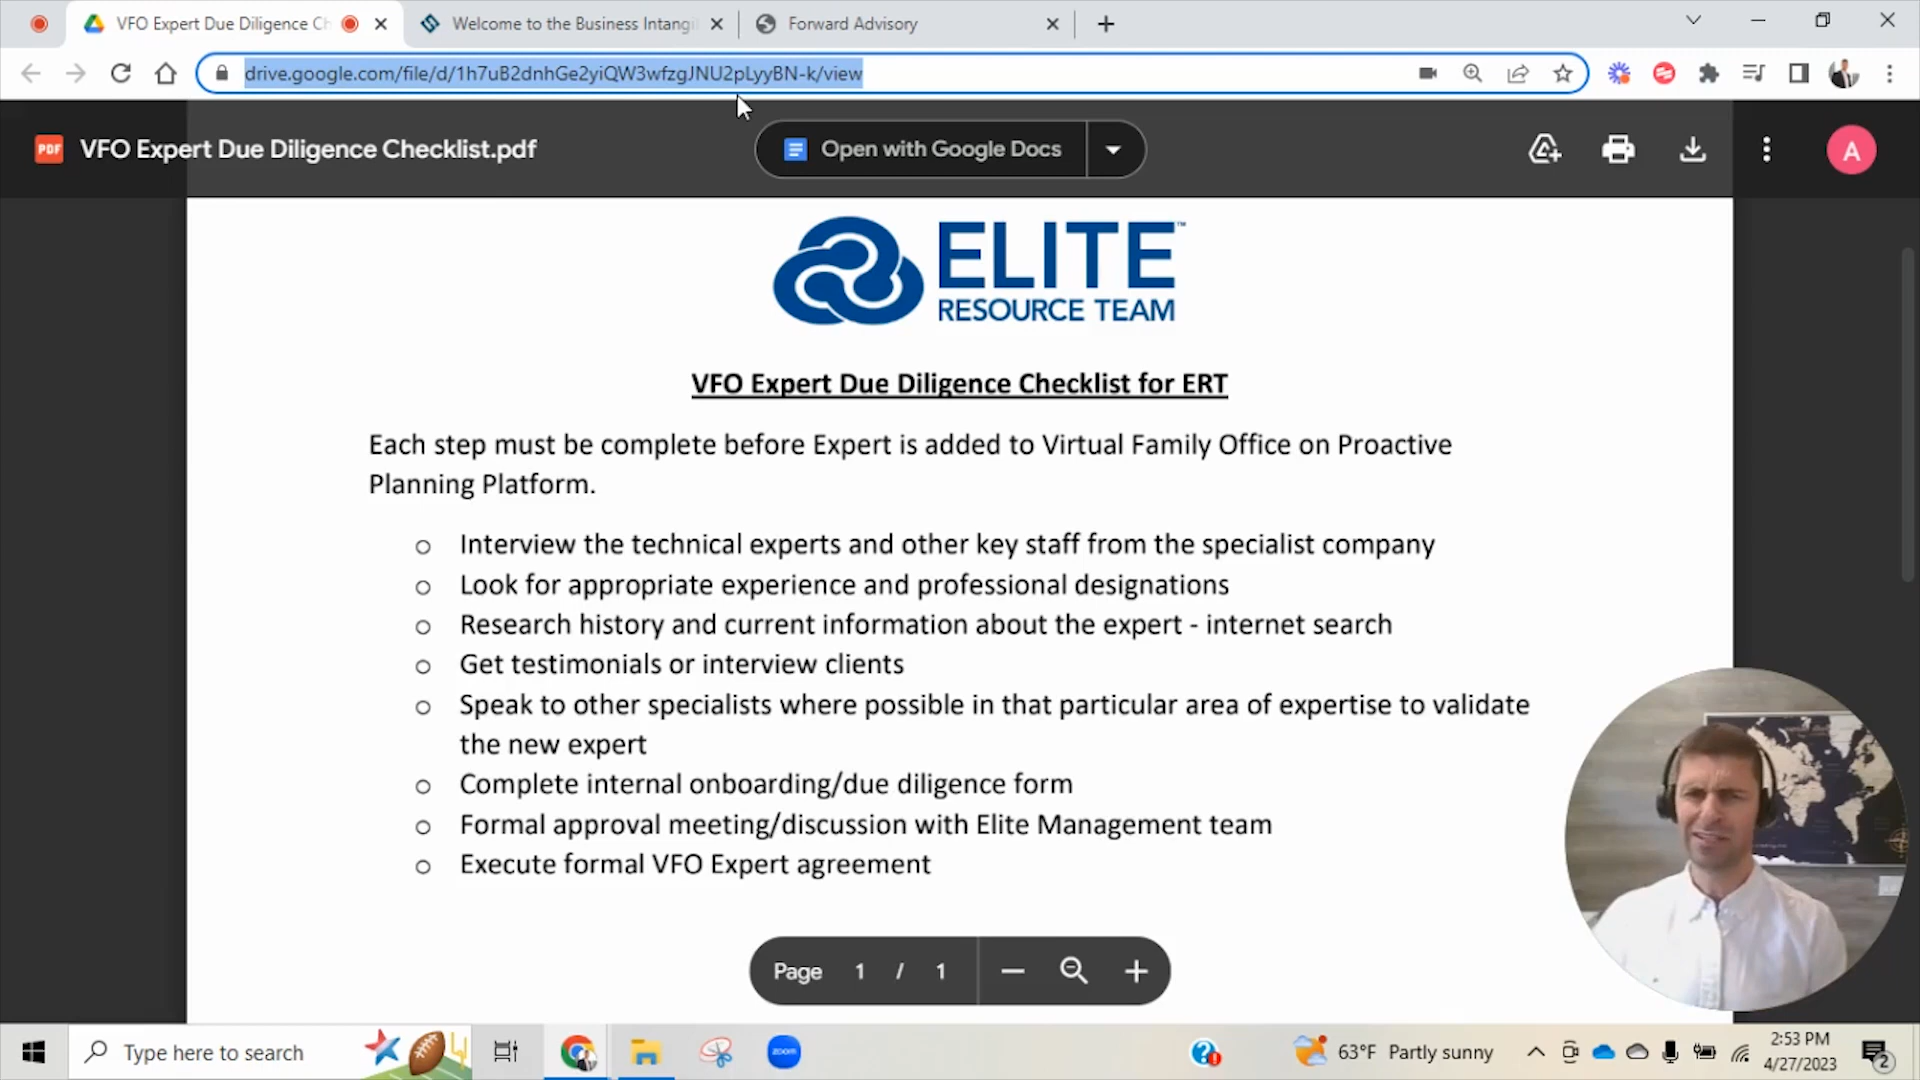 VFO Expert Due Diligence Ch
Welcome to the Business Intangi
Forward Advisory
drive.google.com/file/d/1h7uB2dnhGe2yiQW3wfzgJNU2pLyyBN-k/view
PDF
VFO Expert Due Diligence Checklist.pdf
Open with Google Docs
A
ELITE™
RESOURCE TEAM
VFO Expert Due Diligence Checklist for ERT
Each step must be complete before Expert is added to Virtual Family Office on Proactive
Planning Platform.
o Interview the technical experts and other key staff from the specialist company
o Look for appropriate experience and professional designations
o Research history and current information about the expert - internet search
o Get testimonials or interview clients
o Speak to other specialists where possible in that particular area of expertise to validate
the new expert
o Complete internal onboarding/due diligence form
o Formal approval meeting/discussion with Elite Management team
o Execute formal VFO Expert agreement
Page 1 / 1
Type here to search
zoom
63°F Partly sunny
2:53 PM
4/27/2023
2